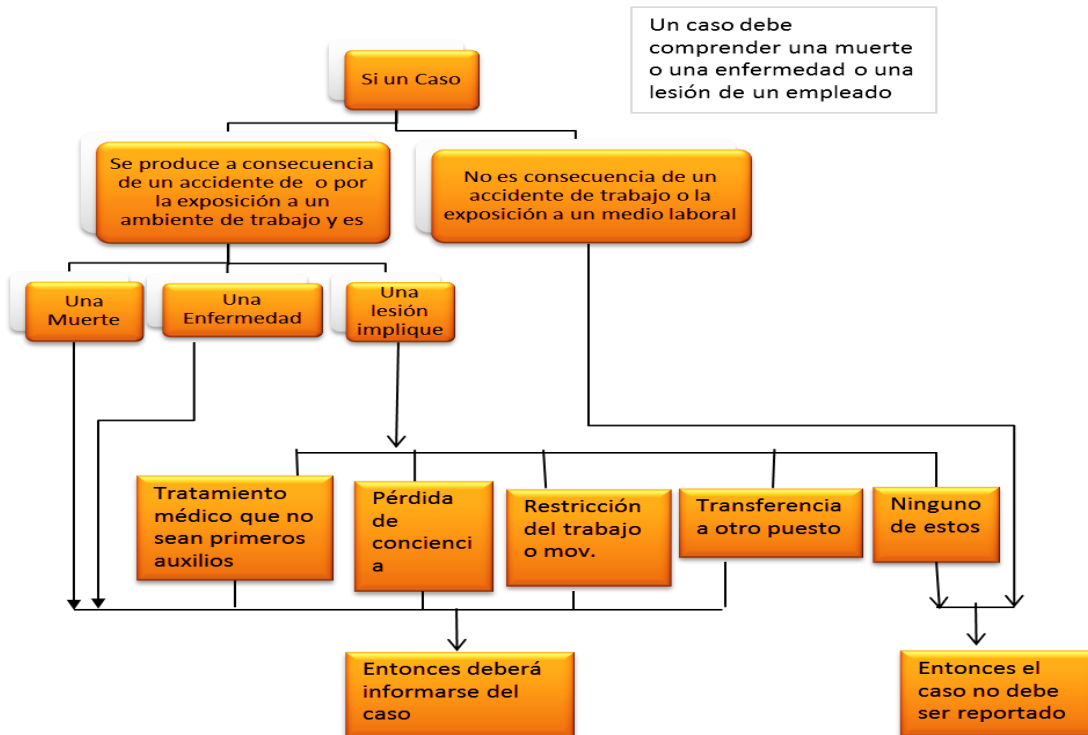 Un caso debe
comprender una muerte
o una enfermedad o una
lesión de un empleado
Si un Caso
Se produce a consecuencia
de un accidente de  o por
la exposición a un
ambiente de trabajo y es
No es consecuencia de un
accidente de trabajo o la
exposición a un medio laboral
Una
Muerte
Una
Enfermedad
Una
lesión
implique
Tratamiento
médico que no
sean primeros
auxilios
Pérdida
de
concienci
a
Restricción
del trabajo
o mov.
Transferencia
a otro puesto
Ninguno
de estos
Entonces deberá
informarse del
caso
Entonces el
caso no debe
ser reportado